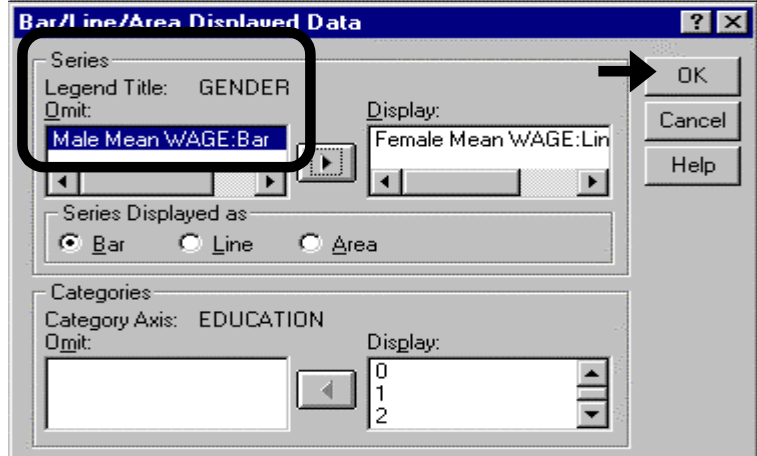 Bar/Line/Area Displayed Data
Series
Legend Title: GENDER
Omit:
Male Mean WAGE:Bar
Display:
Female Mean WAGE:Lin
OK
Cancel
Help
Series Displayed as
Bar Line Area
Categories
Category Axis: EDUCATION
Omit:
Display:
0
1
2